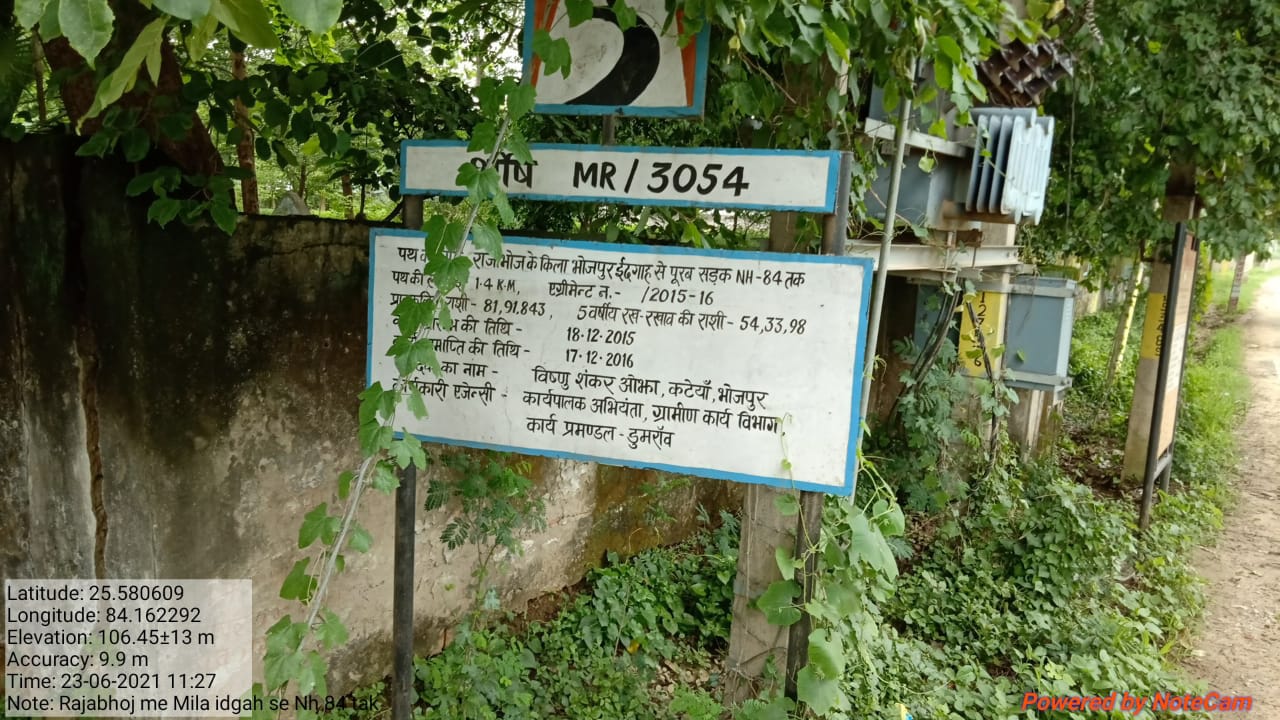 शीर्ष MR/3054
पथ राजा भोज के किला भोजपुर ईदगाह से पूरब सड़क NH-84 तक
पथ की 1.4 K.M, एग्रीमेंट न.- /2015-16
राशी- 81,91,843, 5 वर्षीय रस-रखाव की राशी- 54,33,98
की तिथि - 18.12.2015
समाप्ति की तिथि - 17.12.2016
का नाम - विष्णु शंकर ओझा, कटेयाँ, भोजपुर
कार्यकारी एजेन्सी - कार्यपालक अभियंता, ग्रामीण कार्य विभाग
कार्य प्रमण्डल - डुमराँव
Latitude: 25.580609
Longitude: 84.162292
Elevation: 106.45±13 m
Accuracy: 9.9 m
Time: 23-06-2021 11:27
Note: Rajabhoj me Mila idgah se Nh 84 tak
Powered by NoteCam